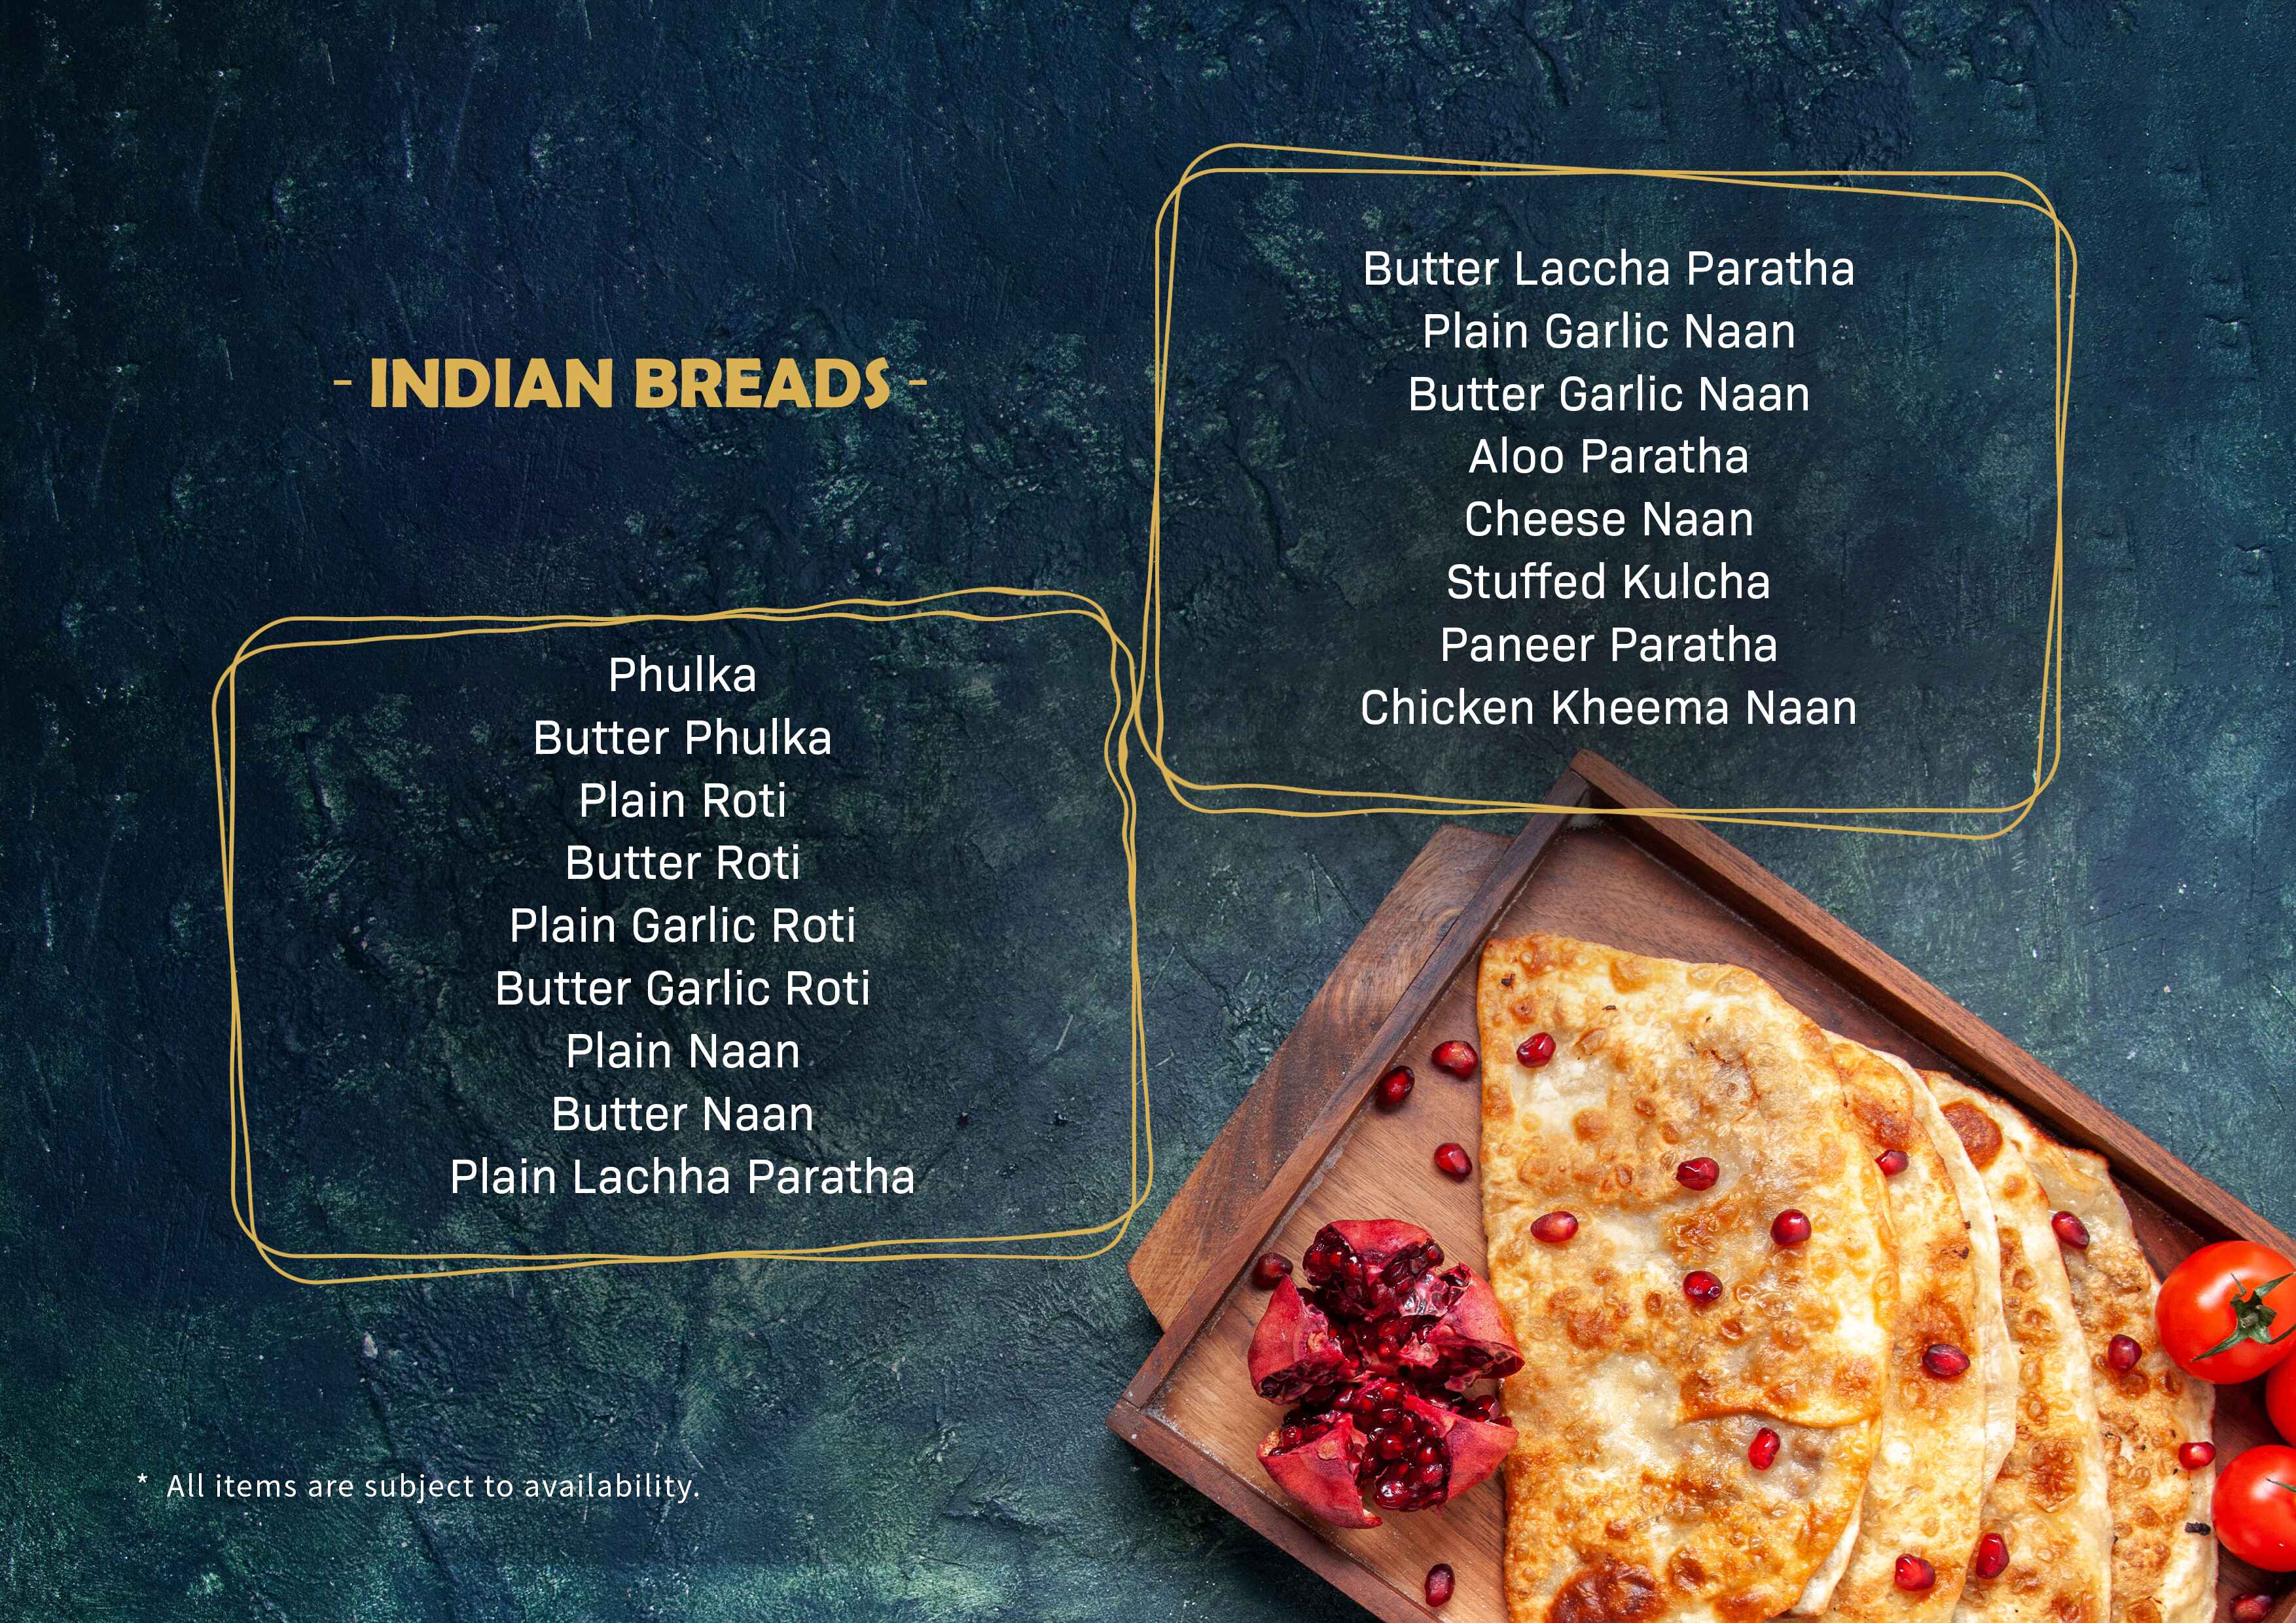 - INDIAN BREADS -
Phulka
Butter Phulka
Plain Roti
Butter Roti
Plain Garlic Roti
Butter Garlic Roti
Plain Naan
Butter Naan
Plain Lachha Paratha
Butter Laccha Paratha
Plain Garlic Naan
Butter Garlic Naan
Aloo Paratha
Cheese Naan
Stuffed Kulcha
Paneer Paratha
Chicken Kheema Naan
* All items are subject to availability.